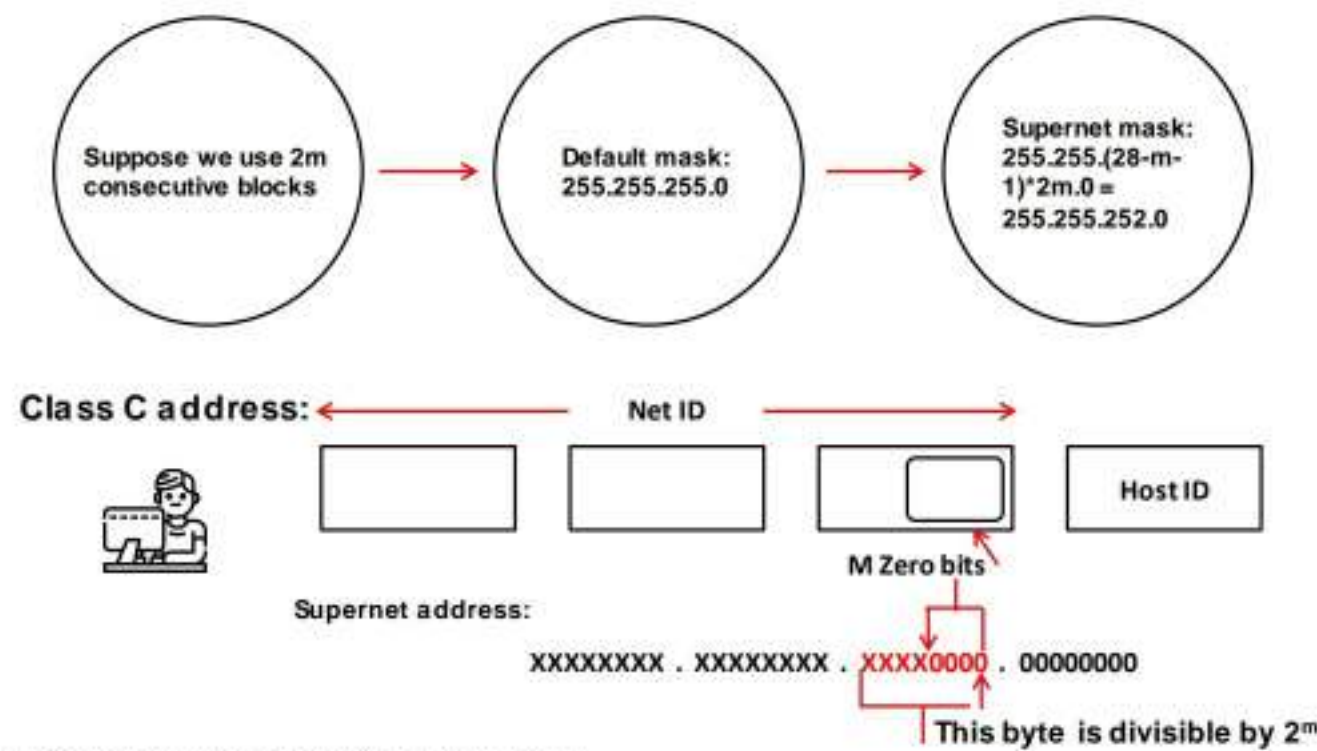 Suppose we use 2m
consecutive blocks
Default mask:
255.255.255.0
Supernet mask:
255.255.(28-m-
1)*2m.0 =
255.255.252.0
Class C address:
Net ID
Host ID
M Zero bits
Supernet address:
XXXXXXXX . XXXXXXXX . XXXX0000 . 00000000
This byte is divisible by 2ᵐ